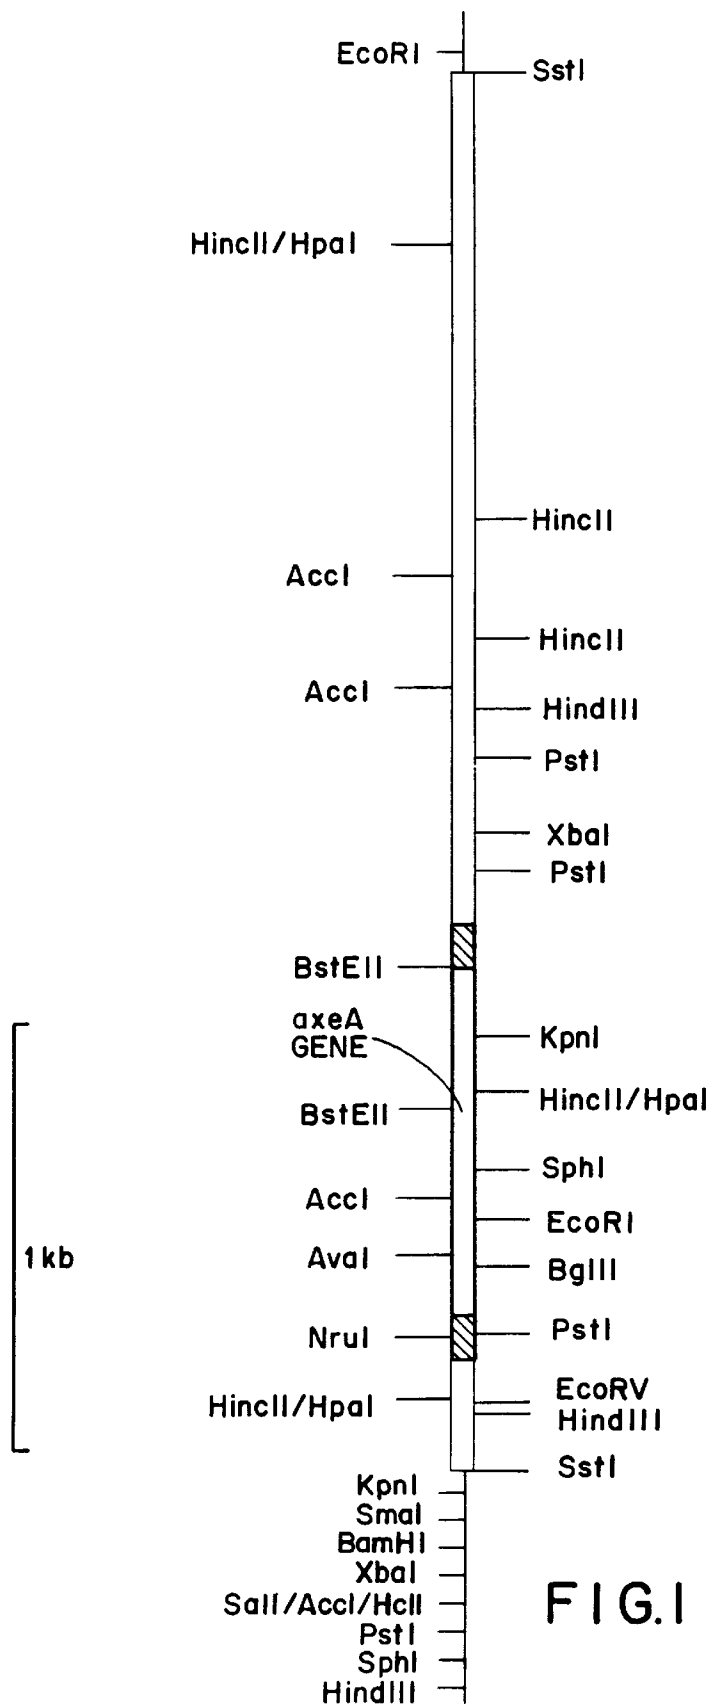 EcoRI
SstI
HincII/HpaI
HincII
AccI
HincII
AccI
HindIII
PstI
XbaI
PstI
BstEII
axeA
GENE
KpnI
HincII/HpaI
BstEII
SphI
AccI
EcoRI
1kb
AvaI
BglII
NruI
PstI
HincII/HpaI
EcoRV
HindIII
SstI
KpnI
SmaI
BamHI
XbaI
SalI/AccI/HcII
PstI
SphI
HindIII
FIG.1